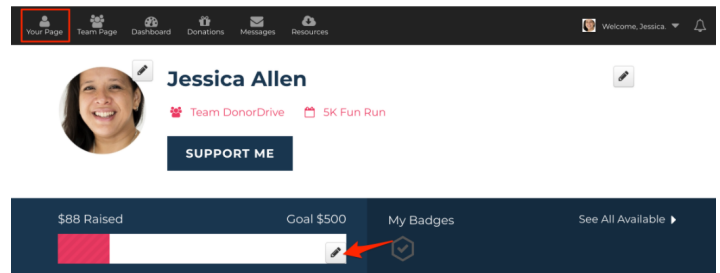 Your Page Team Page Dashboard Donations Messages Resources Welcome, Jessica.
Jessica Allen
Team DonorDrive 5K Fun Run
SUPPORT ME
$88 Raised Goal $500 My Badges See All Available